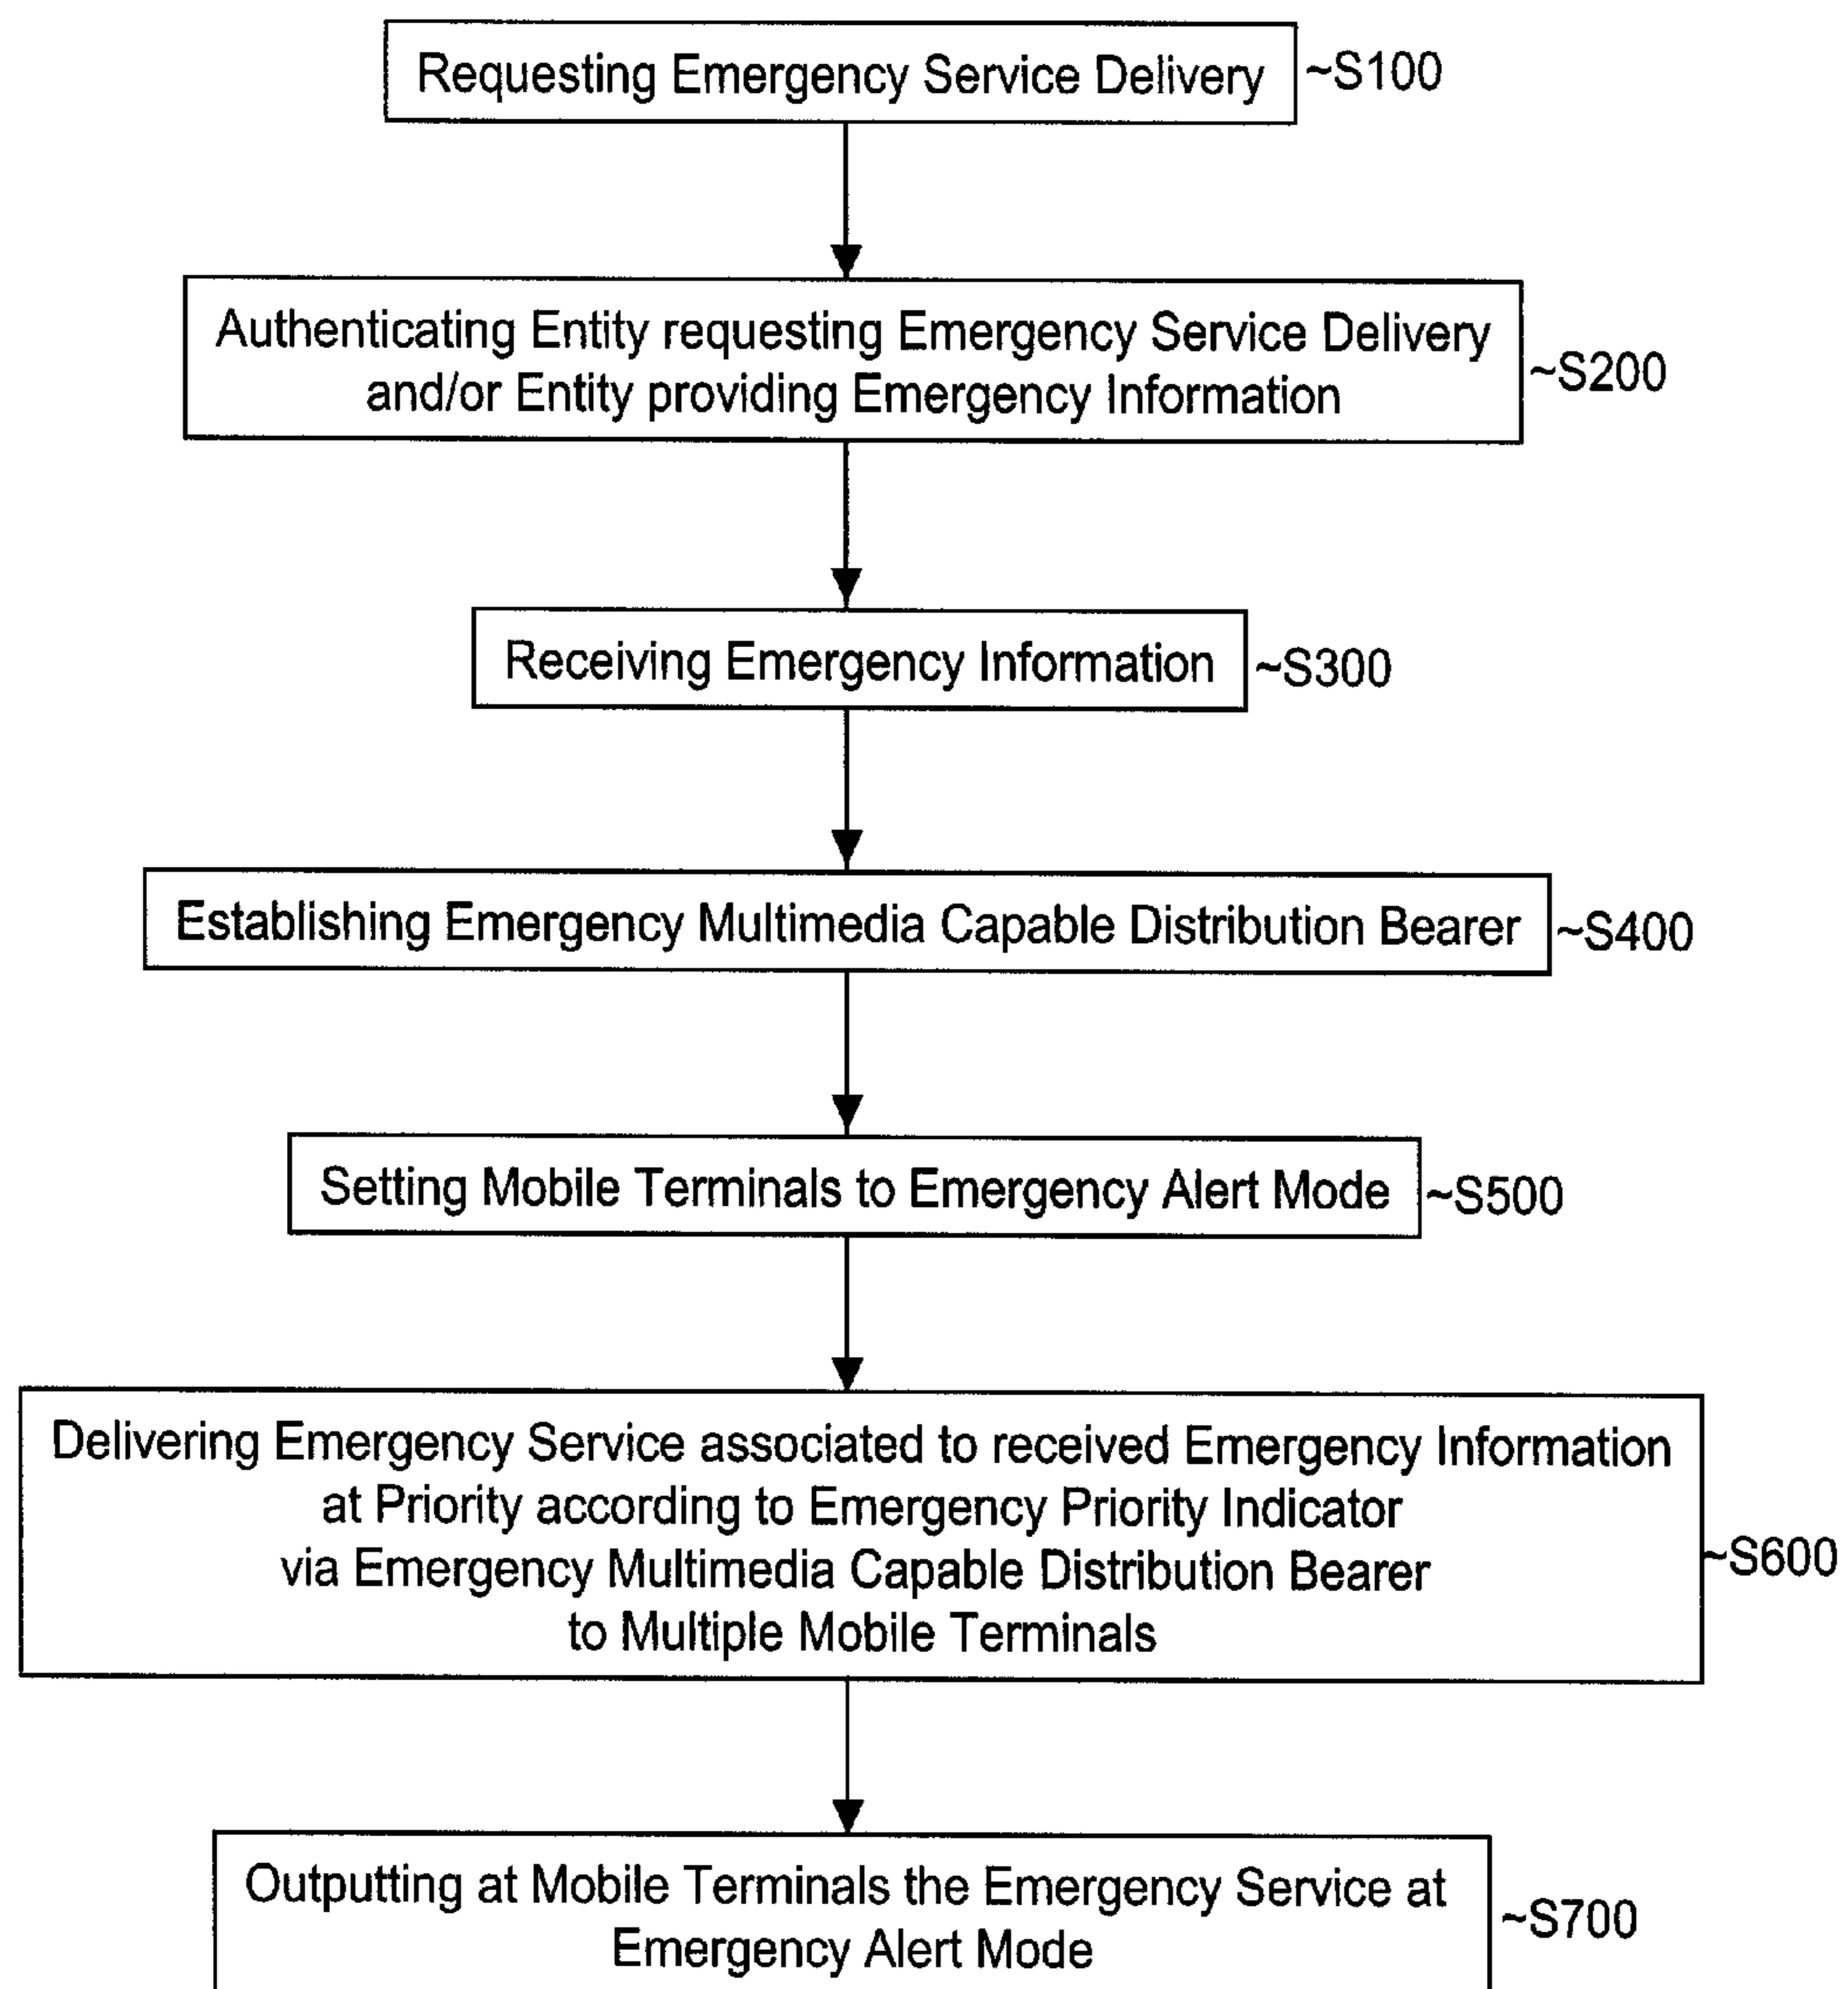 Requesting Emergency Service Delivery ~S100
Authenticating Entity requesting Emergency Service Delivery
and/or Entity providing Emergency Information
~S200
Receiving Emergency Information ~S300
Establishing Emergency Multimedia Capable Distribution Bearer ~S400
Setting Mobile Terminals to Emergency Alert Mode ~S500
Delivering Emergency Service associated to received Emergency Information
at Priority according to Emergency Priority Indicator
via Emergency Multimedia Capable Distribution Bearer
to Multiple Mobile Terminals
~S600
Outputting at Mobile Terminals the Emergency Service at
Emergency Alert Mode
~S700